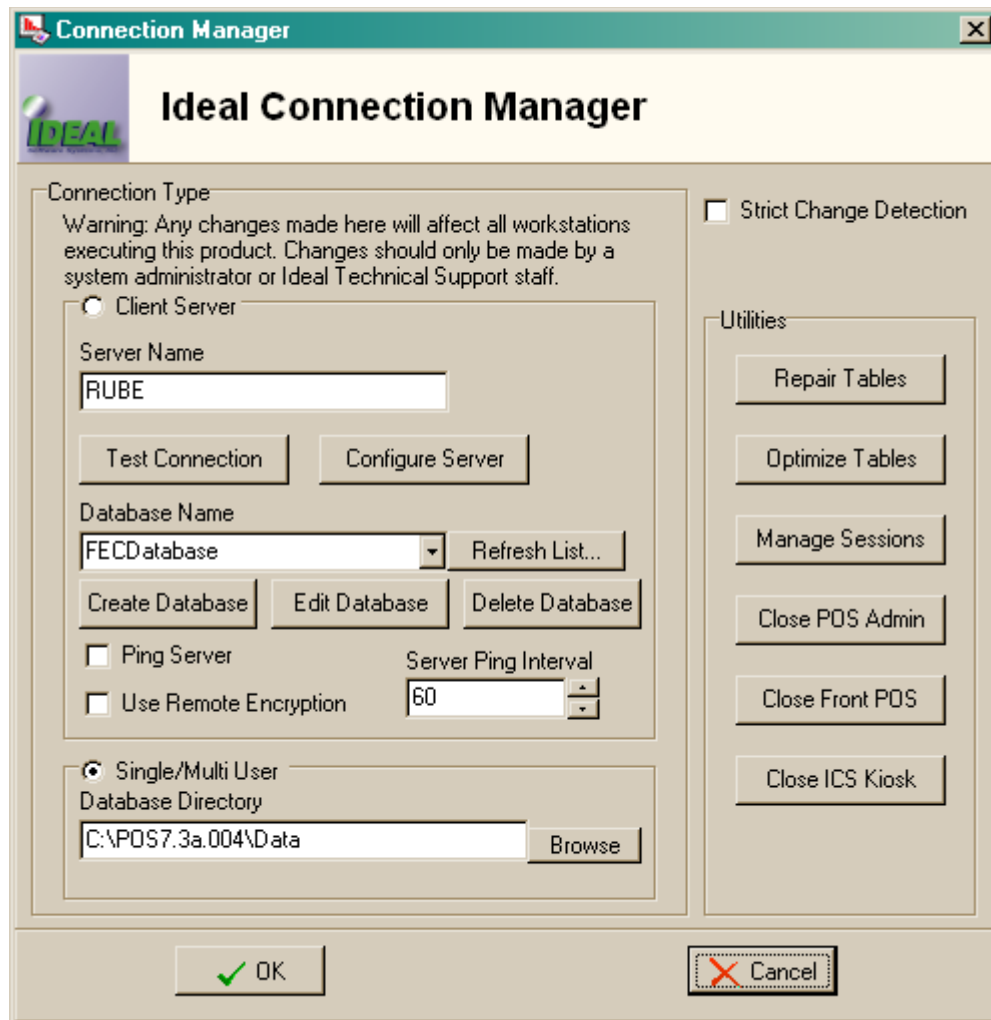 Connection Manager
IDEAL
Ideal Connection Manager
Connection Type
Warning: Any changes made here will affect all workstations
executing this product. Changes should only be made by a
system administrator or Ideal Technical Support staff.
Client Server
Server Name
RUBE
Test Connection
Configure Server
Database Name
FECDatabase
Refresh List...
Create Database
Edit Database
Delete Database
Ping Server
Use Remote Encryption
Server Ping Interval
60
Single/Multi User
Database Directory
C:\POS7.3a.004\Data
Browse
Strict Change Detection
Utilities
Repair Tables
Optimize Tables
Manage Sessions
Close POS Admin
Close Front POS
Close ICS Kiosk
OK
Cancel